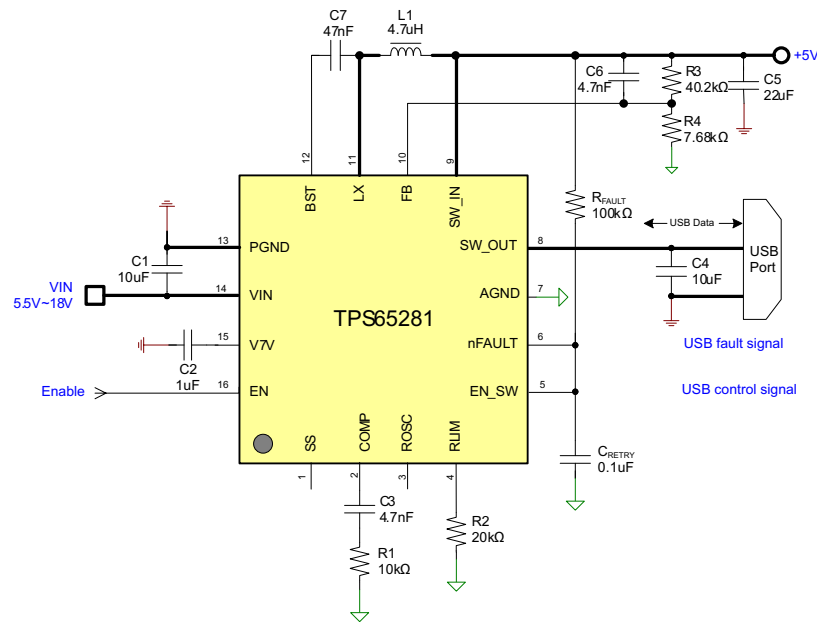 C7
47nF
L1
4.7uH
+5V
C6
4.7nF
R3
40.2kΩ
C5
22uF
R4
7.68kΩ
12
11
10
9
BST
LX
FB
SW_IN
RFAULT
100kΩ
USB Data
USB
Port
13
PGND
SW_OUT
8
C1
10uF
C4
10uF
VIN
5.5V~18V
14
VIN
AGND
7
TPS65281
15
V7V
nFAULT
6
USB fault signal
C2
1uF
Enable
16
EN
EN_SW
5
USB control signal
SS
COMP
ROSC
RLIM
1
2
3
4
CRETRY
0.1uF
C3
4.7nF
R2
20kΩ
R1
10kΩ